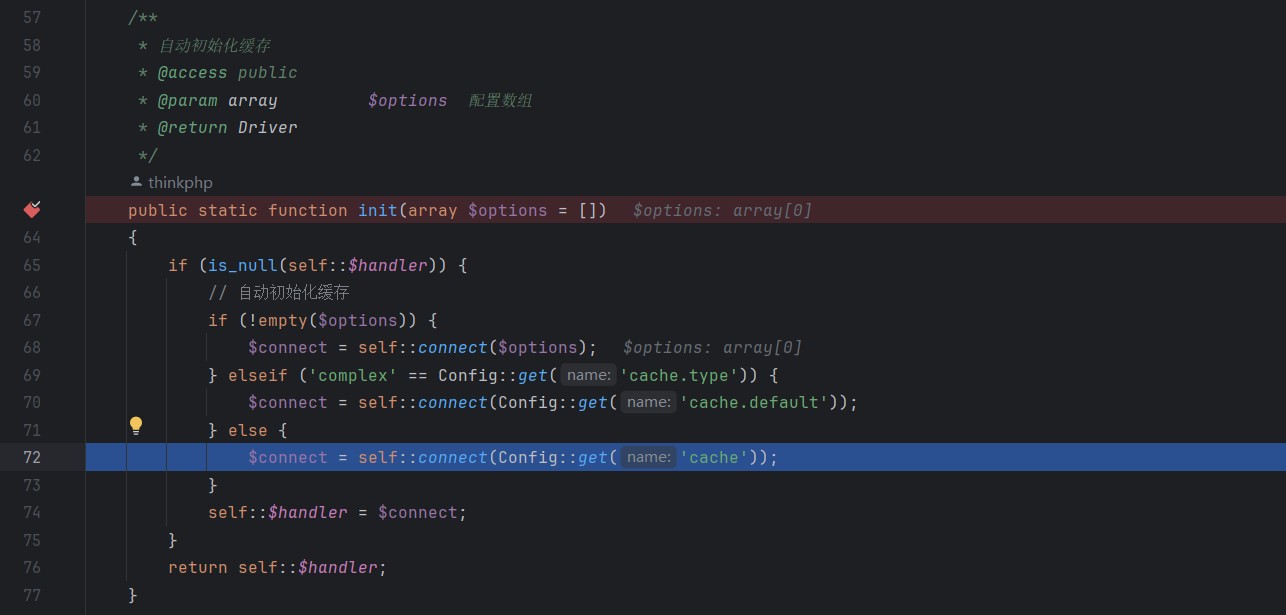 57 /**
58 * 自动初始化缓存
59 * @access public
60 * @param array $options 配置数组
61 * @return Driver
62 */
thinkphp
public static function init(array $options = []) $options: array[0]
64 {
65 if (is_null(self::$handler)) {
66 // 自动初始化缓存
67 if (!empty($options)) {
68 $connect = self::connect($options); $options: array[0]
69 } elseif ('complex' == Config::get( name: 'cache.type')) {
70 $connect = self::connect(Config::get( name: 'cache.default'));
71 } else {
72 $connect = self::connect(Config::get( name: 'cache'));
73 }
74 self::$handler = $connect;
75 }
76 return self::$handler;
77 }